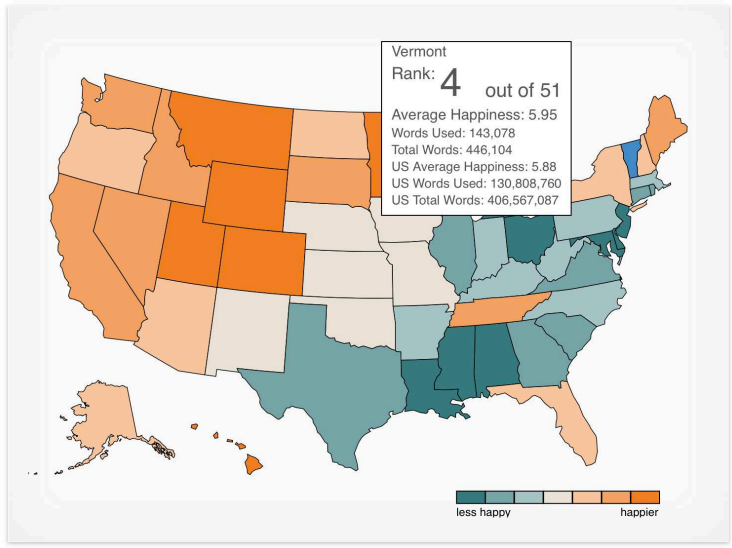 Vermont
Rank: 4 out of 51
Average Happiness: 5.95
Words Used: 143,078
Total Words: 446,104
US Average Happiness: 5.88
US Words Used: 130,808,760
US Total Words: 406,567,087
less happy happier